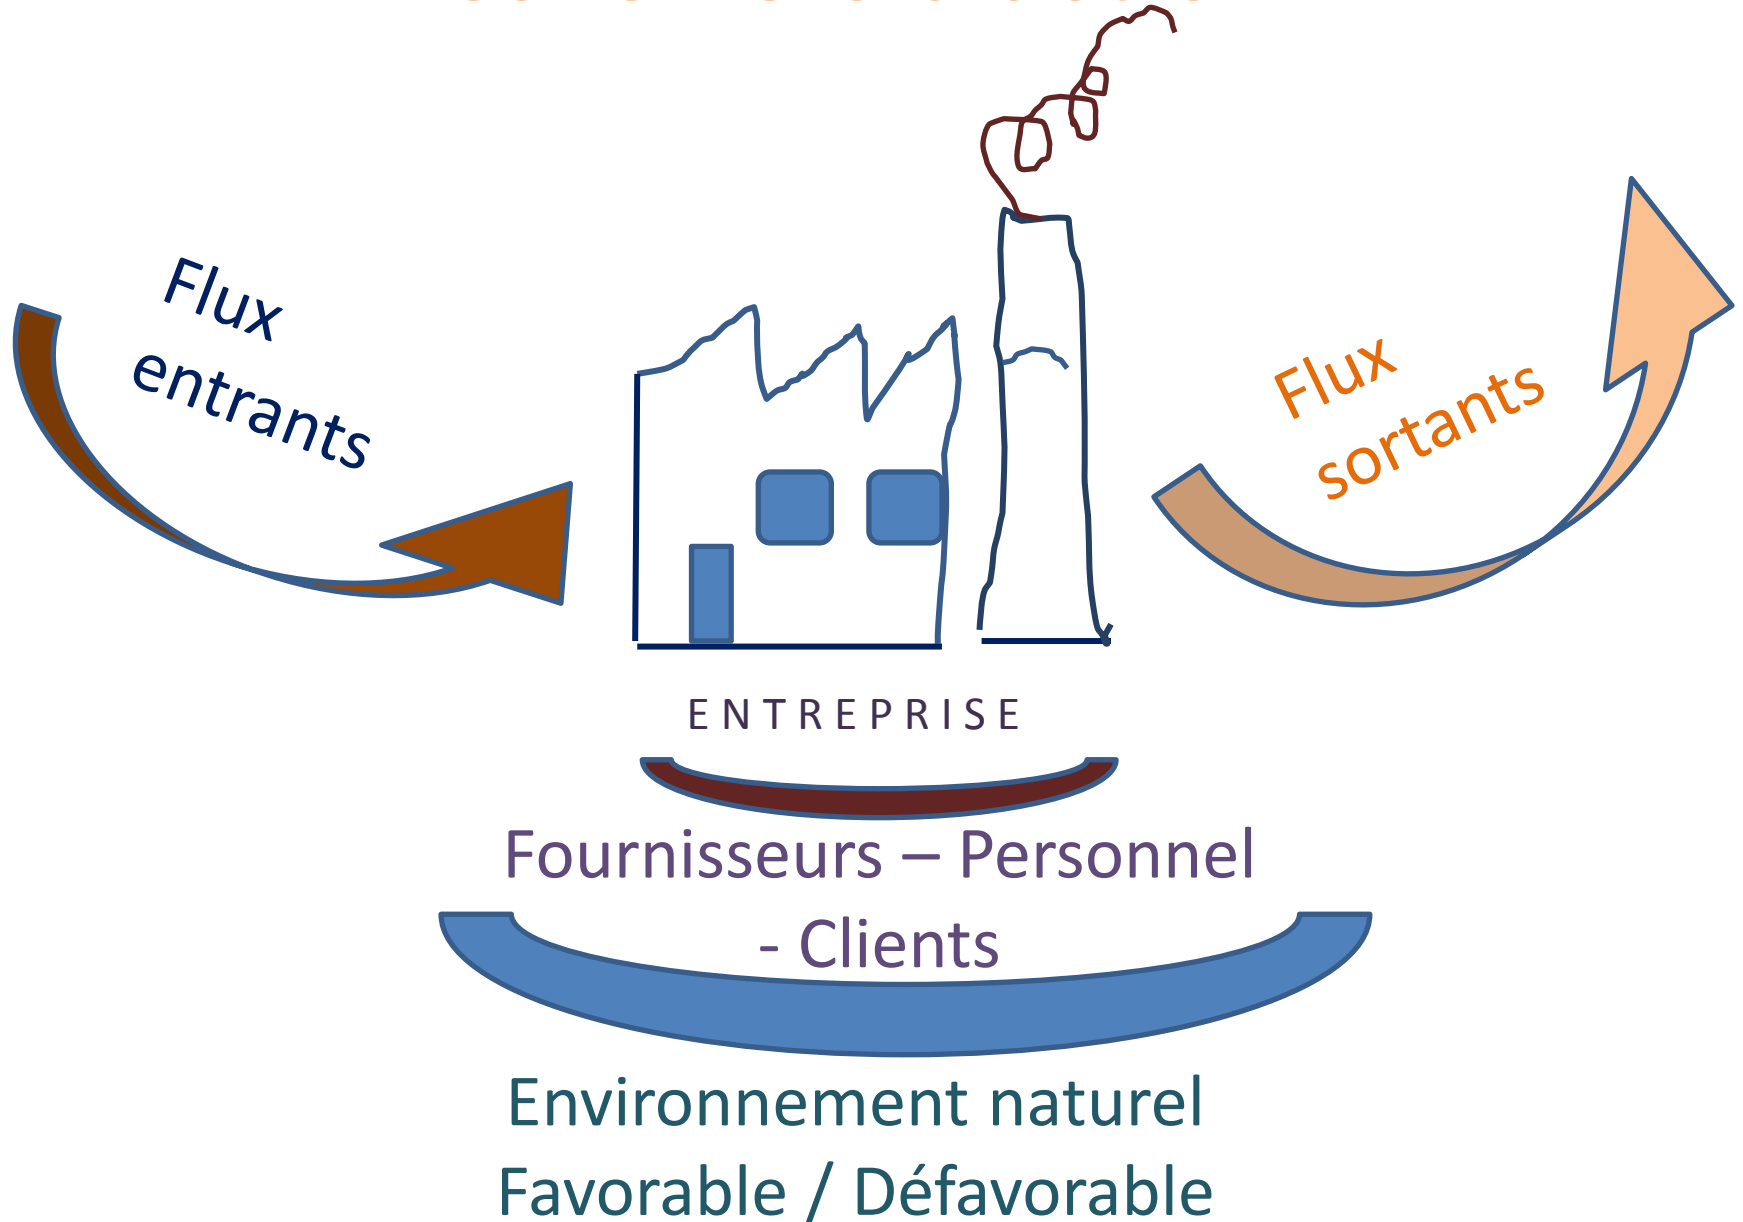 Flux
entrants
Flux
sortants
ENTREPRISE
Fournisseurs – Personnel
- Clients
Environnement naturel
Favorable / Défavorable